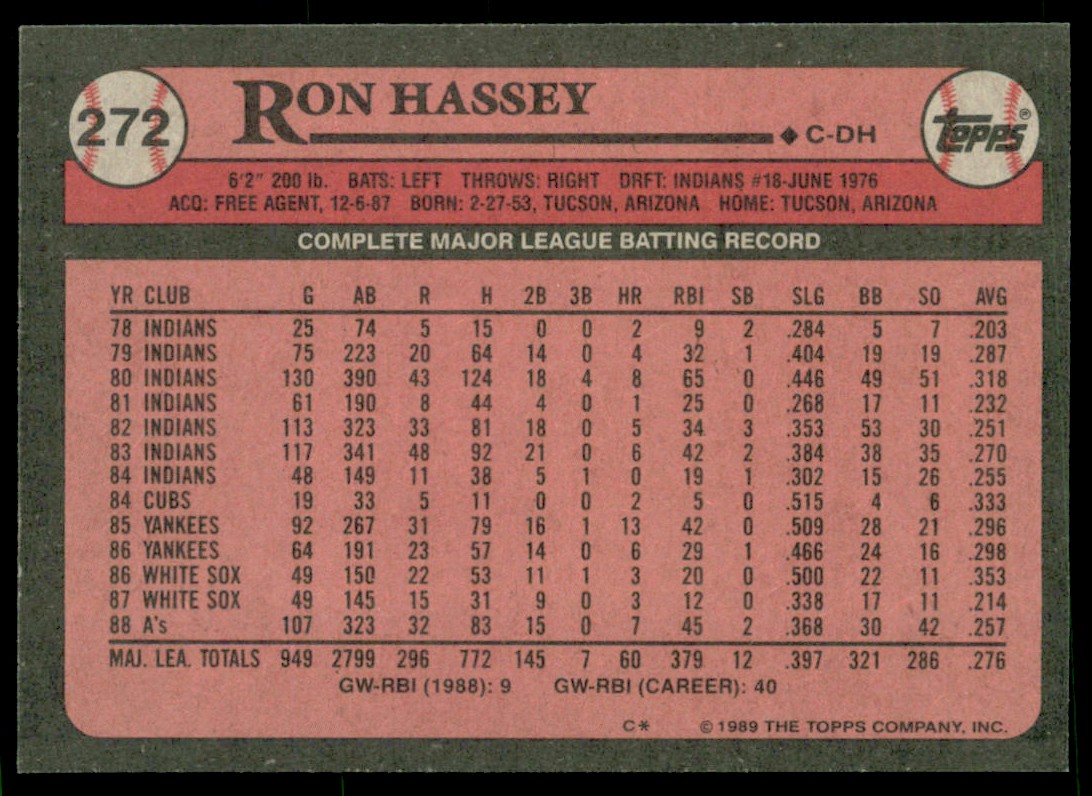 272
RON HASSEY
C-DH
TOPPS®
6'2" 200 lb. BATS: LEFT THROWS: RIGHT DRFT: INDIANS #18-JUNE 1976
ACQ: FREE AGENT, 12-6-87 BORN: 2-27-53, TUCSON, ARIZONA HOME: TUCSON, ARIZONA
COMPLETE MAJOR LEAGUE BATTING RECORD
YR CLUB G AB R H 2B 3B HR RBI SB SLG BB SO AVG
78 INDIANS 25 74 5 15 0 0 2 9 2 .284 5 7 .203
79 INDIANS 75 223 20 64 14 0 4 32 1 .404 19 19 .287
80 INDIANS 130 390 43 124 18 4 8 65 0 .446 49 51 .318
81 INDIANS 61 190 8 44 4 0 1 25 0 .268 17 11 .232
82 INDIANS 113 323 33 81 18 0 5 34 3 .353 53 30 .251
83 INDIANS 117 341 48 92 21 0 6 42 2 .384 38 35 .270
84 INDIANS 48 149 11 38 5 1 0 19 1 .302 15 26 .255
84 CUBS 19 33 5 11 0 0 2 5 0 .515 4 6 .333
85 YANKEES 92 267 31 79 16 1 13 42 0 .509 28 21 .296
86 YANKEES 64 191 23 57 14 0 6 29 1 .466 24 16 .298
86 WHITE SOX 49 150 22 53 11 1 3 20 0 .500 22 11 .353
87 WHITE SOX 49 145 15 31 9 0 3 12 0 .338 17 11 .214
88 A's 107 323 32 83 15 0 7 45 2 .368 30 42 .257
MAJ. LEA. TOTALS 949 2799 296 772 145 7 60 379 12 .397 321 286 .276
GW-RBI (1988): 9 GW-RBI (CAREER): 40
C* © 1989 THE TOPPS COMPANY, INC.